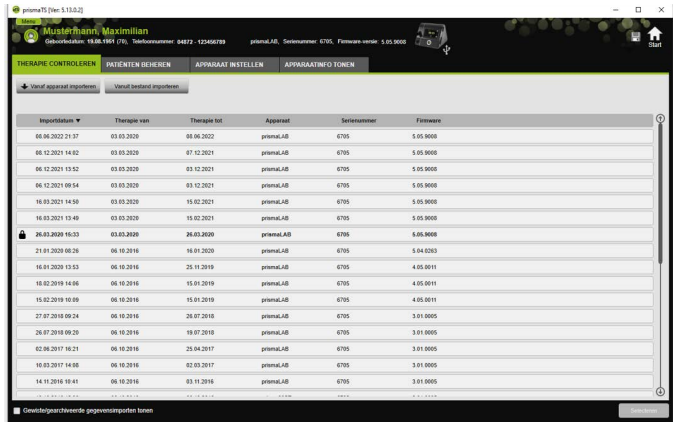 prismaTS [Ver. 5.13.0.2]
Menu
Mustermann, Maximilian
Geboortedatum: 19.08.1951 (70), Telefoonnummer: 04872 - 123456789 prismaLAB, Serienummer: 6705, Firmware-versie: 5.05.9008
Start
THERAPIE CONTROLEREN PATIËNTEN BEHEREN APPARAAT INSTELLEN APPARAATINFO TONEN
Vanaf apparaat importeren Vanuit bestand importeren
Importdatum ▼ Therapie van Therapie tot Apparaat Serienummer Firmware
08.06.2022 21:37 03.03.2020 08.06.2022 prismaLAB 6705 5.05.9008
08.12.2021 14:02 03.03.2020 07.12.2021 prismaLAB 6705 5.05.9008
06.12.2021 13:52 03.03.2020 03.12.2021 prismaLAB 6705 5.05.9008
06.12.2021 09:54 03.03.2020 03.12.2021 prismaLAB 6705 5.05.9008
16.03.2021 14:50 03.03.2020 15.02.2021 prismaLAB 6705 5.05.9008
16.03.2021 13:49 03.03.2020 15.02.2021 prismaLAB 6705 5.05.9008
26.03.2020 15:33 03.03.2020 26.03.2020 prismaLAB 6705 5.05.9008
21.01.2020 08:26 06.10.2016 16.01.2020 prismaLAB 6705 5.04.0263
16.01.2020 13:53 06.10.2016 25.11.2019 prismaLAB 6705 4.05.0011
18.02.2019 14:06 06.10.2016 15.01.2019 prismaLAB 6705 4.05.0011
15.02.2019 10:09 06.10.2016 15.01.2019 prismaLAB 6705 4.05.0011
27.07.2018 09:24 06.10.2016 26.07.2018 prismaLAB 6705 3.01.0005
26.07.2018 09:20 06.10.2016 19.07.2018 prismaLAB 6705 3.01.0005
02.06.2017 16:21 06.10.2016 25.04.2017 prismaLAB 6705 3.01.0005
10.03.2017 14:08 06.10.2016 02.03.2017 prismaLAB 6705 3.01.0005
14.11.2016 10:41 06.10.2016 03.11.2016 prismaLAB 6705 3.01.0005
Gewiste/gearchiveerde gegevensimporten tonen Selecteren